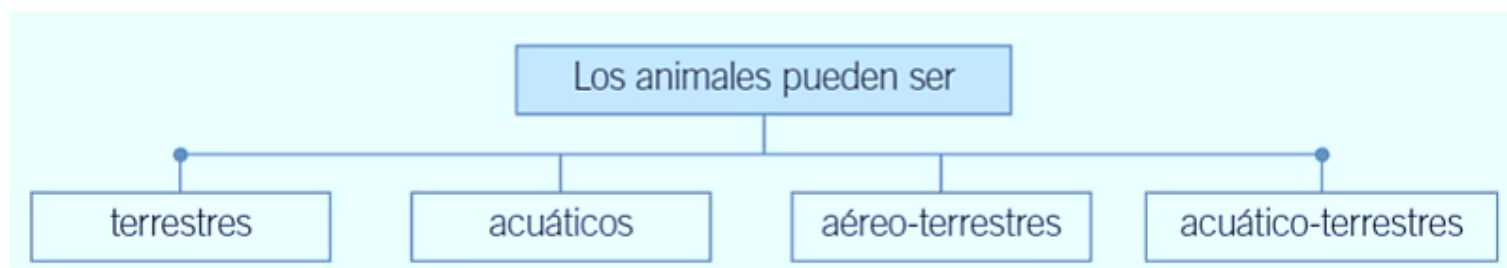 Los animales pueden ser
terrestres
acuáticos
aéreo-terrestres
acuático-terrestres